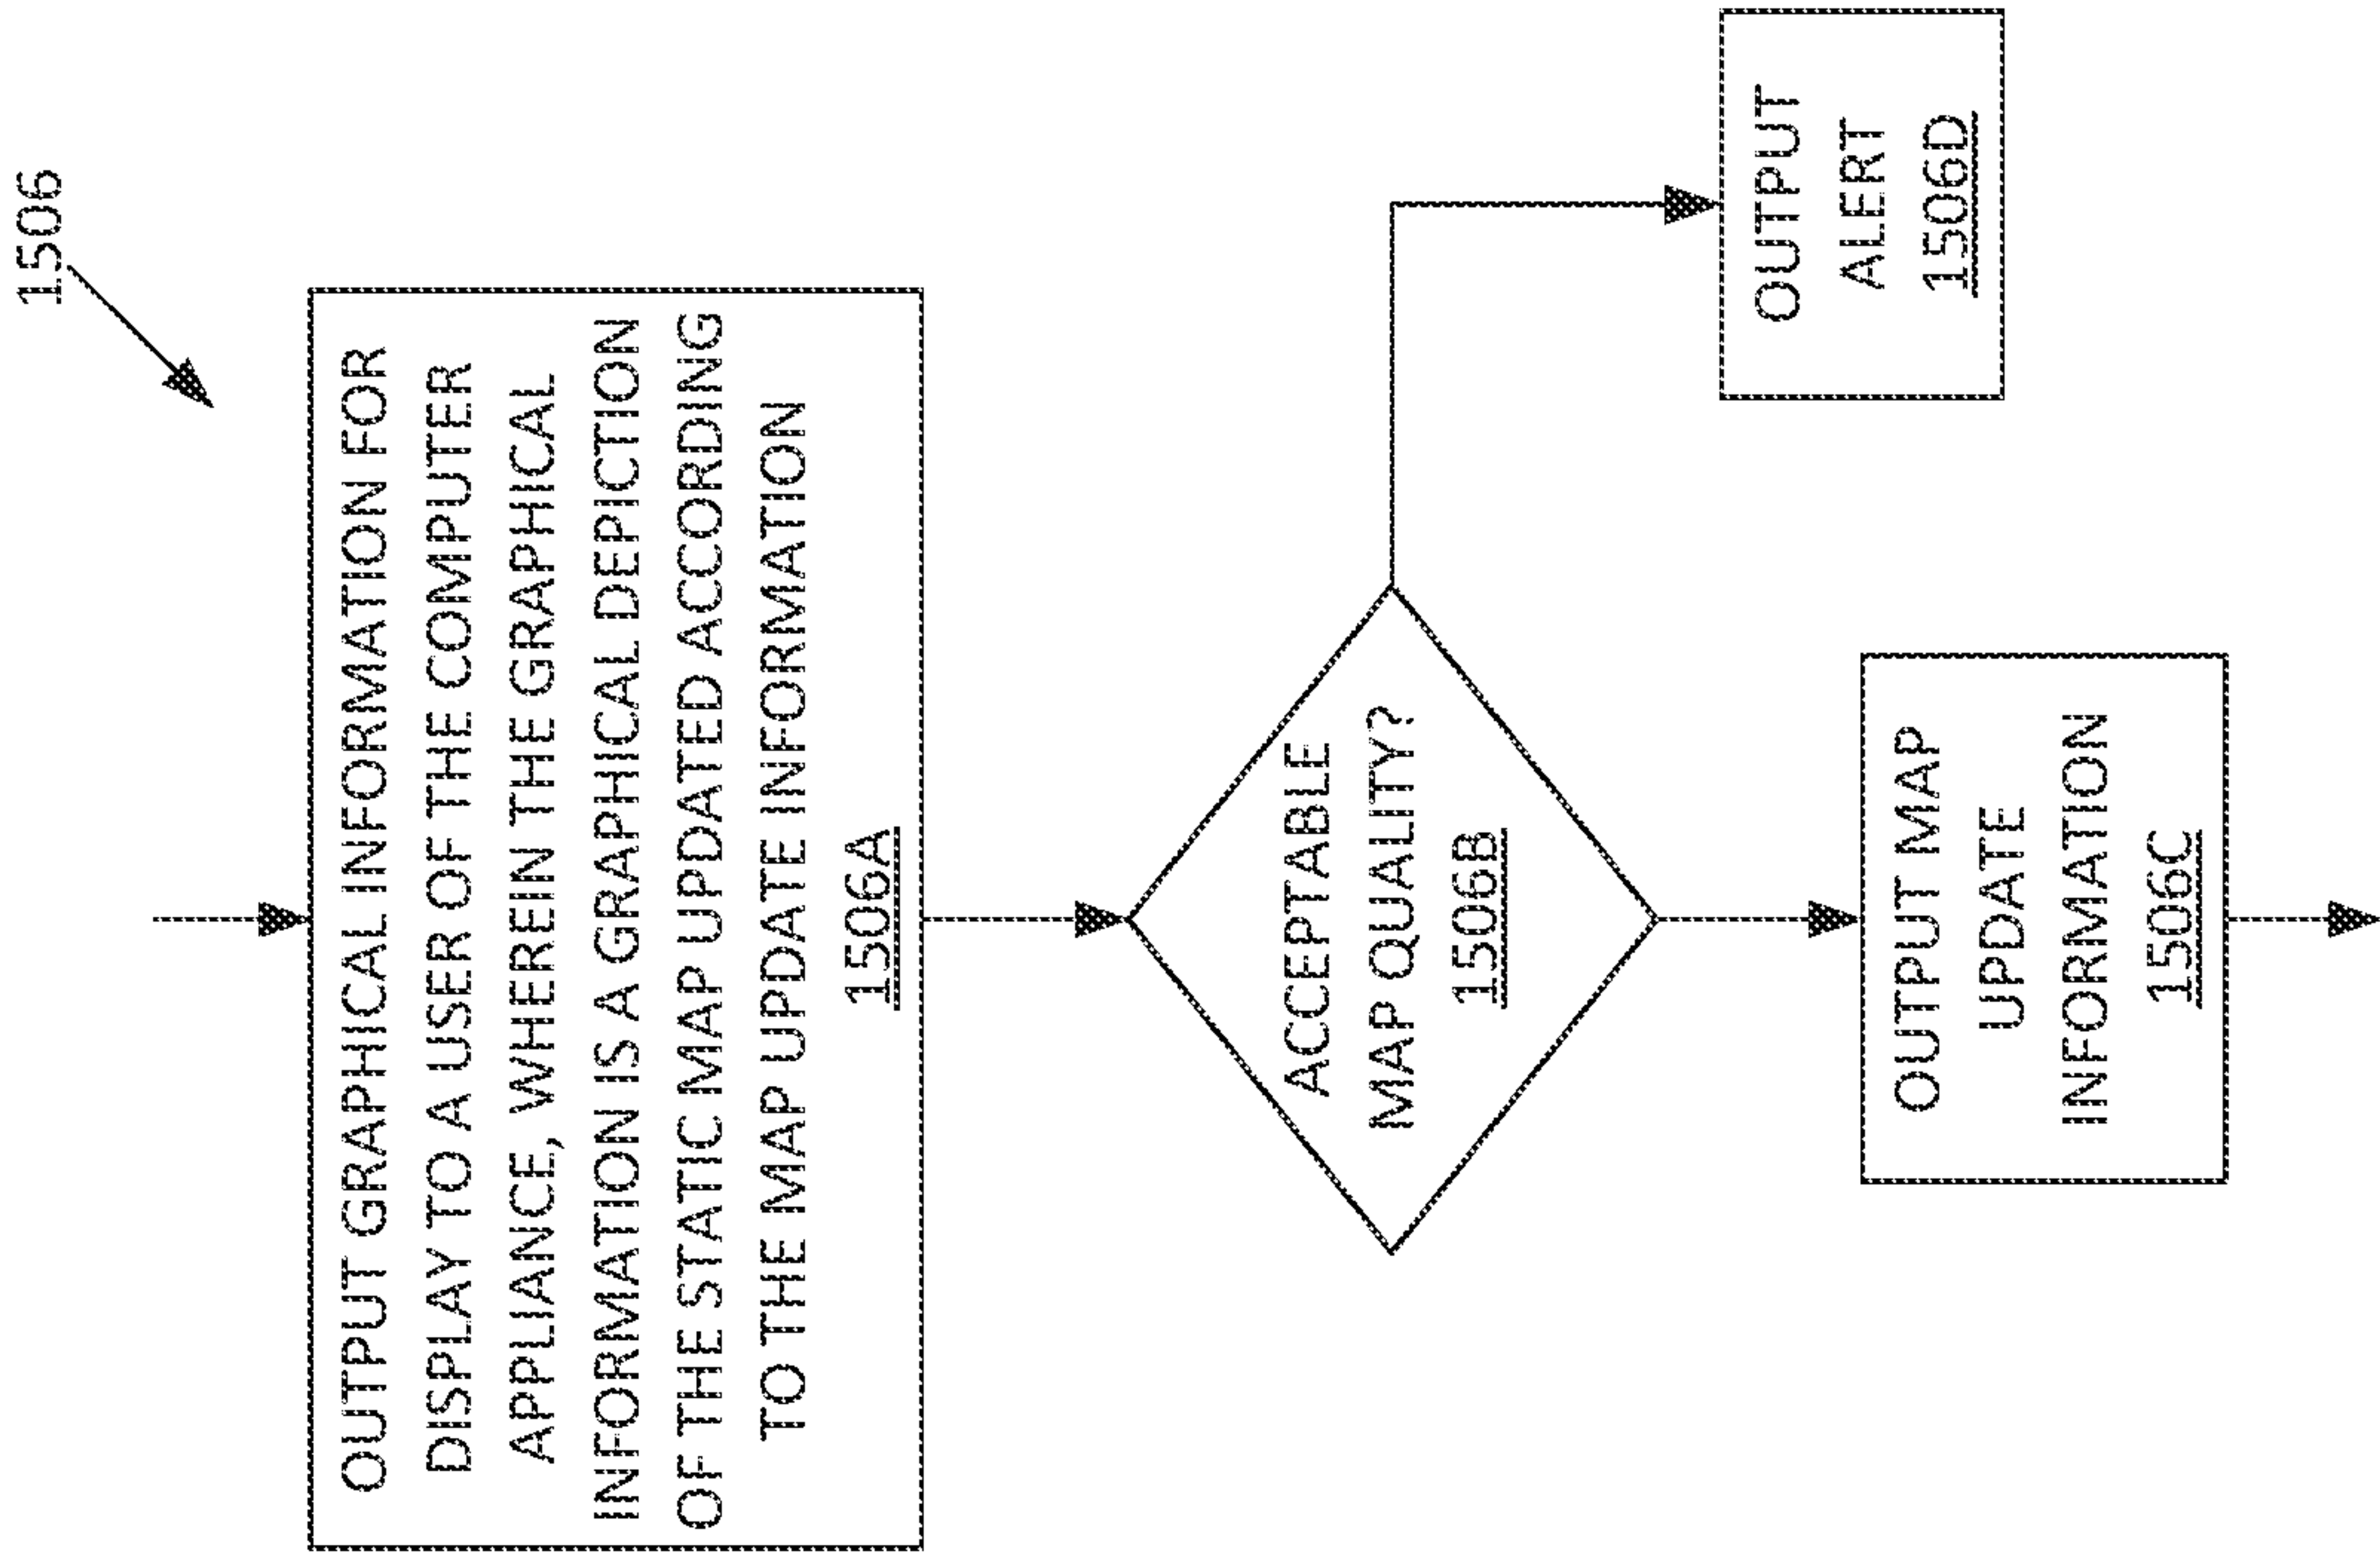 1506
OUTPUT GRAPHICAL INFORMATION FOR
DISPLAY TO A USER OF THE COMPUTER
APPLIANCE, WHEREIN THE GRAPHICAL
INFORMATION IS A GRAPHICAL DEPICTION
OF THE STATIC MAP UPDATED ACCORDING
TO THE MAP UPDATE INFORMATION
1506A
ACCEPTABLE
MAP QUALITY?
1506B
OUTPUT MAP
UPDATE
INFORMATION
1506C
OUTPUT
ALERT
1506D